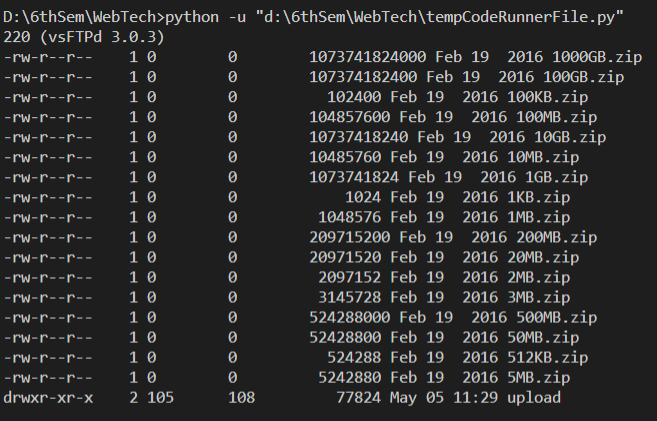 D:\6thSem\WebTech>python -u "d:\6thSem\WebTech\tempCodeRunnerFile.py"
220 (vsFTPd 3.0.3)
-rw-r--r--    1 0        0        1073741824000 Feb 19  2016 1000GB.zip
-rw-r--r--    1 0        0        107374182400 Feb 19  2016 100GB.zip
-rw-r--r--    1 0        0          102400 Feb 19  2016 100KB.zip
-rw-r--r--    1 0        0        104857600 Feb 19  2016 100MB.zip
-rw-r--r--    1 0        0        10737418240 Feb 19  2016 10GB.zip
-rw-r--r--    1 0        0        10485760 Feb 19  2016 10MB.zip
-rw-r--r--    1 0        0        1073741824 Feb 19  2016 1GB.zip
-rw-r--r--    1 0        0            1024 Feb 19  2016 1KB.zip
-rw-r--r--    1 0        0         1048576 Feb 19  2016 1MB.zip
-rw-r--r--    1 0        0        209715200 Feb 19  2016 200MB.zip
-rw-r--r--    1 0        0        20971520 Feb 19  2016 20MB.zip
-rw-r--r--    1 0        0         2097152 Feb 19  2016 2MB.zip
-rw-r--r--    1 0        0         3145728 Feb 19  2016 3MB.zip
-rw-r--r--    1 0        0        524288000 Feb 19  2016 500MB.zip
-rw-r--r--    1 0        0        52428800 Feb 19  2016 50MB.zip
-rw-r--r--    1 0        0          524288 Feb 19  2016 512KB.zip
-rw-r--r--    1 0        0         5242880 Feb 19  2016 5MB.zip
drwxr-xr-x    2 105      108         77824 May 05 11:29 upload